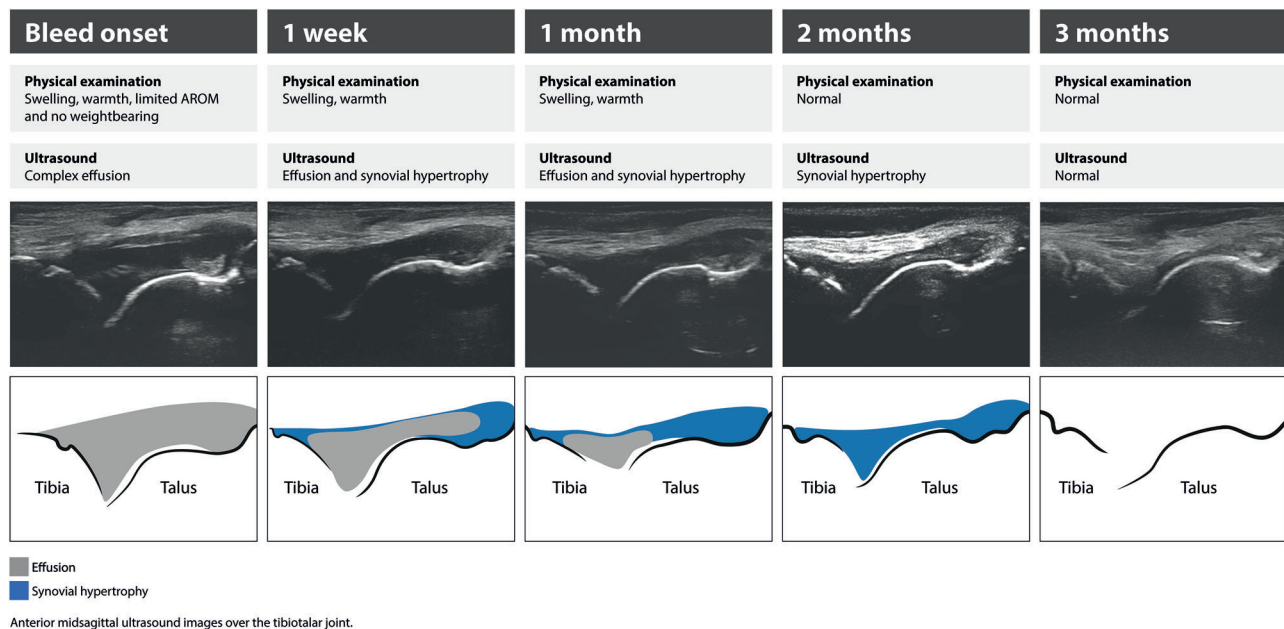 Bleed onset
1 week
1 month
2 months
3 months
Physical examination
Swelling, warmth, limited AROM
and no weightbearing
Physical examination
Swelling, warmth
Physical examination
Swelling, warmth
Physical examination
Normal
Physical examination
Normal
Ultrasound
Complex effusion
Ultrasound
Effusion and synovial hypertrophy
Ultrasound
Effusion and synovial hypertrophy
Ultrasound
Synovial hypertrophy
Ultrasound
Normal
Tibia
Talus
Tibia
Talus
Tibia
Talus
Tibia
Talus
Tibia
Talus
Effusion
Synovial hypertrophy
Anterior midsagittal ultrasound images over the tibiotalar joint.